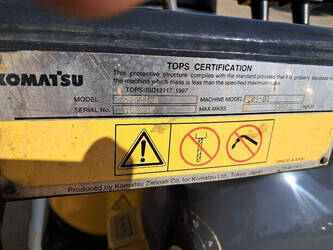 TOPS CERTIFICATION
KOMATSU
This protective structure complies with the standard provided that it is properly equipped
the machine which mass is less than the specified maximum mass.
TOPS:ISO12117:1997
MODEL MACHINE MODEL
SERIAL No. MAX.MASS
Produced by Komatsu Zenoah Co. for Komatsu Ltd., Tokyo, Japan